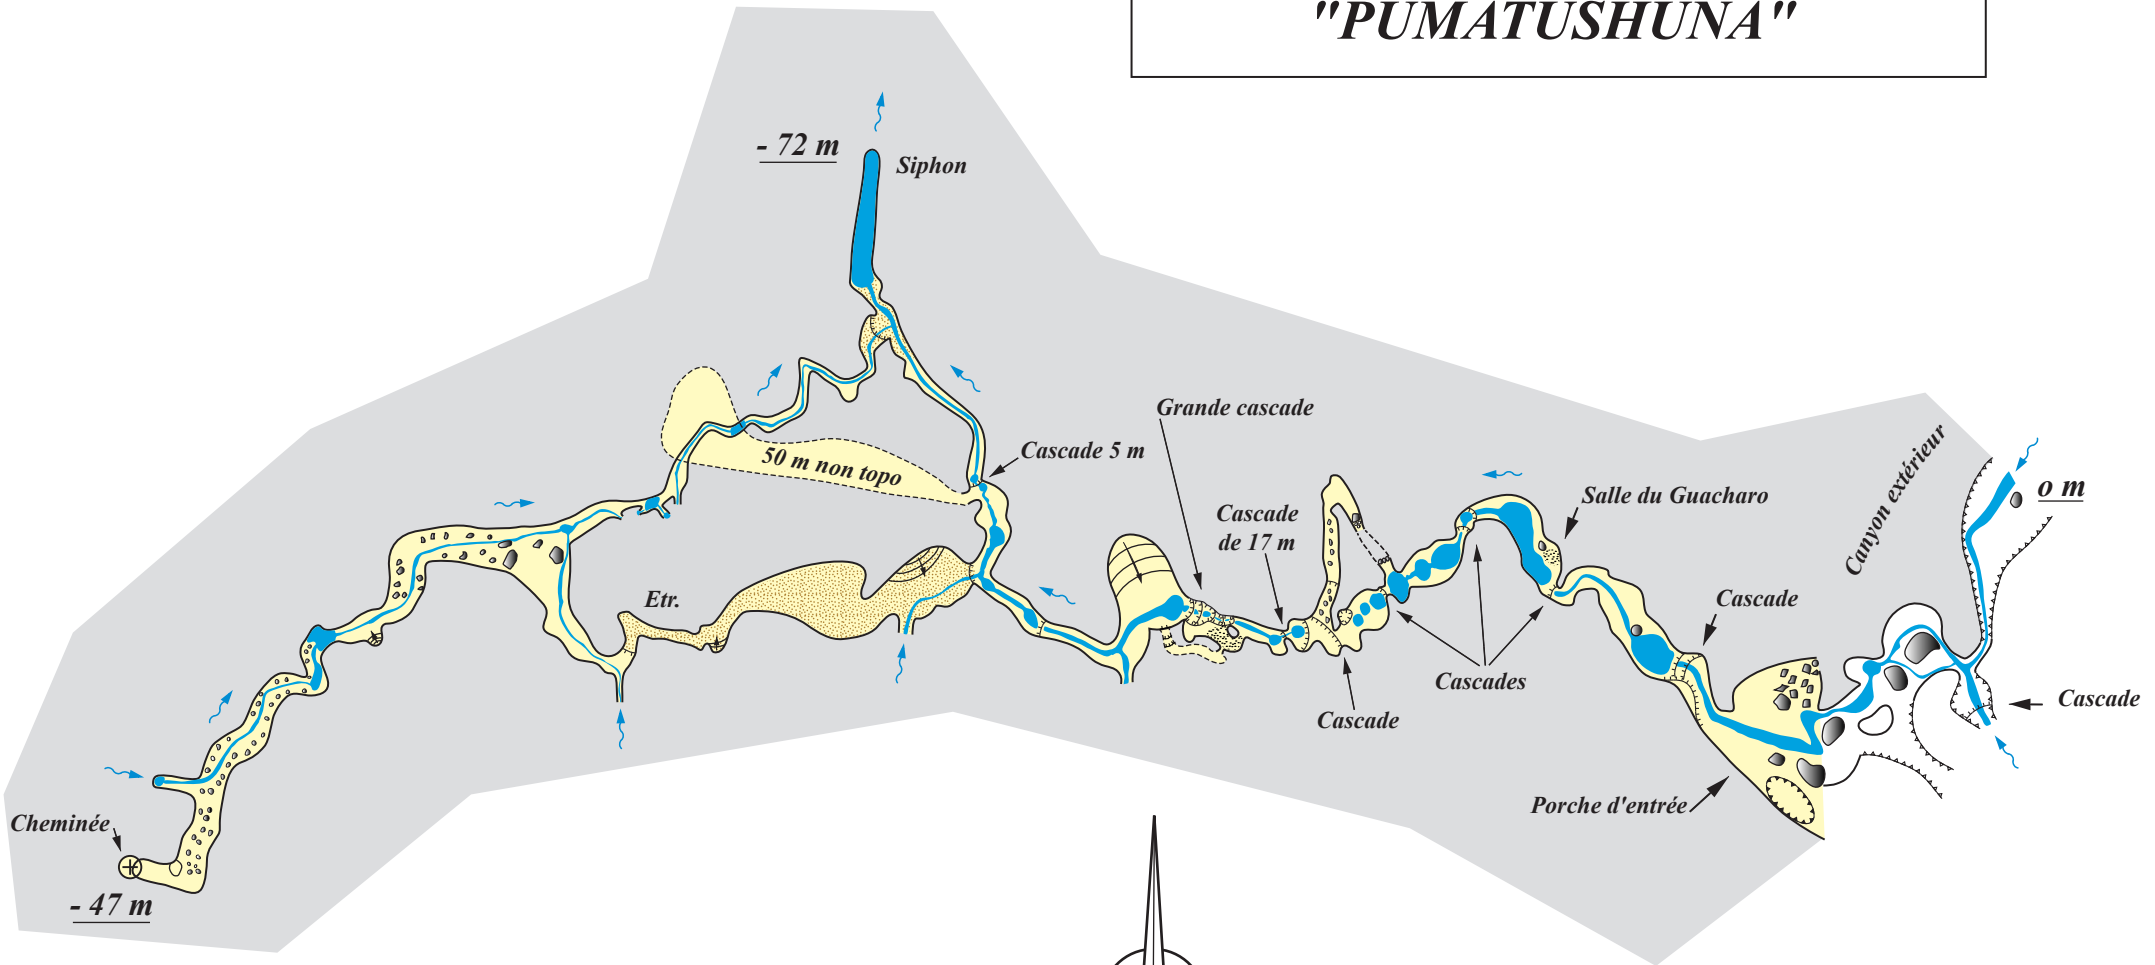 "PUMATUSHUNA"
- 72 m
Siphon
Grande cascade
Cascade 5 m
50 m non topo
Canyon extérieur
Salle du Guacharo
o m
Cascade
de 17 m
Etr.
Cascade
Cascades
Cascade
Cascade
Porche d'entrée
Cheminée
- 47 m